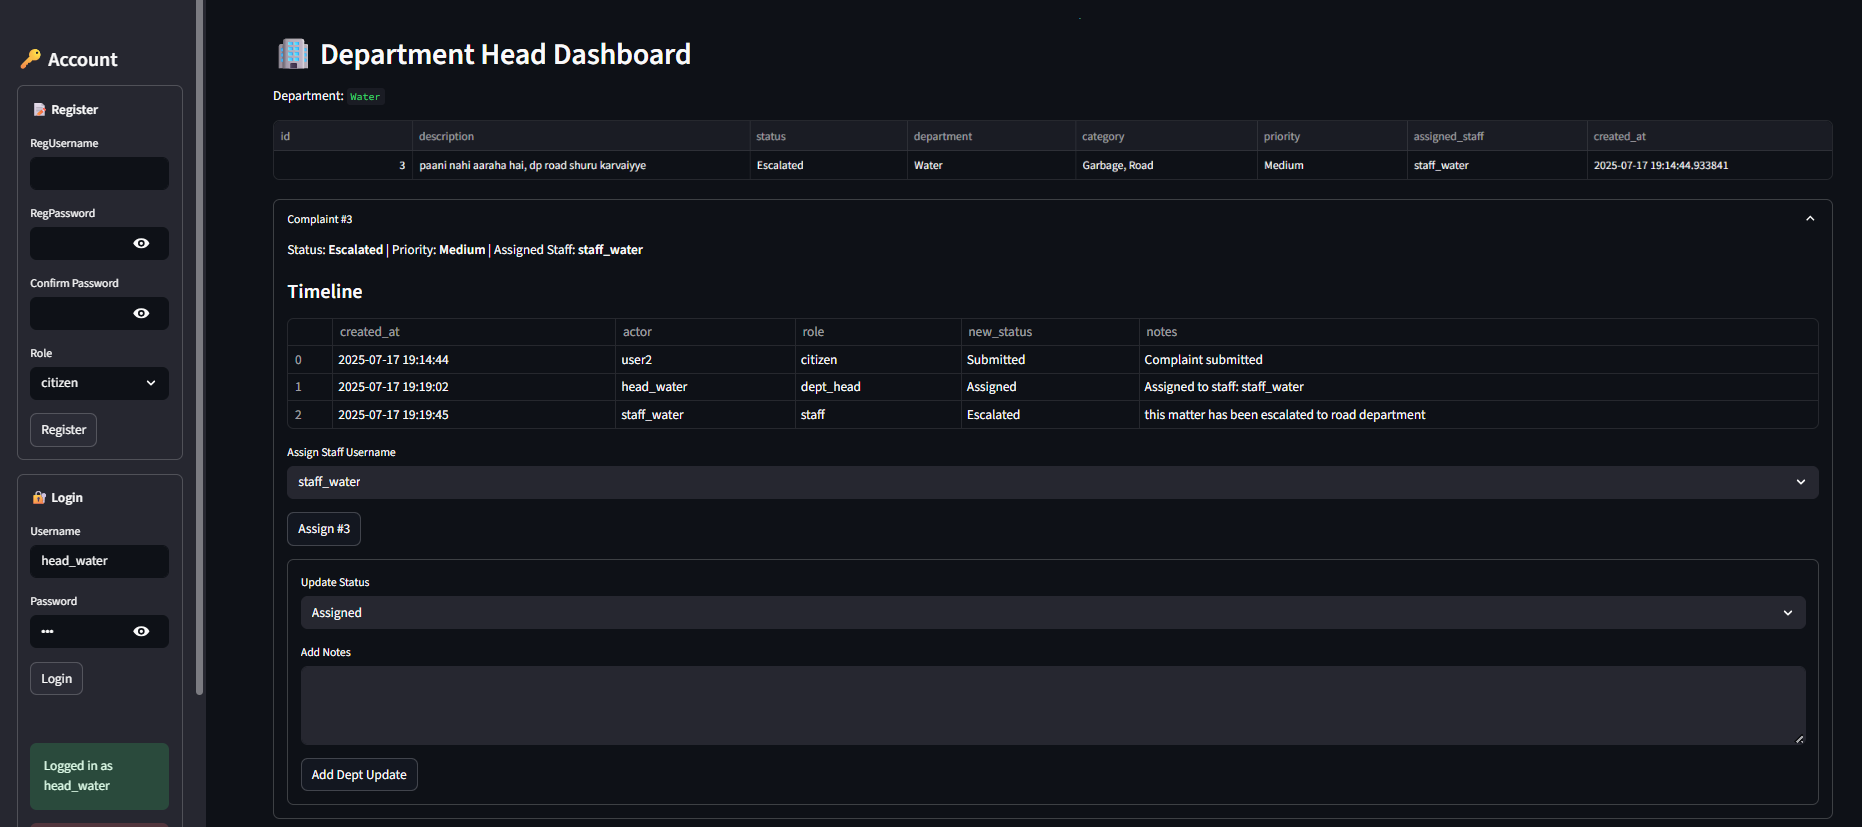 Account
Register
RegUsername
RegPassword
Confirm Password
Role
citizen
Register
Login
Username
head_water
Password
•••
Login
Logged in as
head_water
Department Head Dashboard
Department: Water
id description status department category priority assigned_staff created_at
3 paani nahi aaraha hai, dp road shuru karvaiyye Escalated Water Garbage, Road Medium staff_water 2025-07-17 19:14:44.933841
Complaint #3
Status: Escalated | Priority: Medium | Assigned Staff: staff_water
Timeline
created_at actor role new_status notes
0 2025-07-17 19:14:44 user2 citizen Submitted Complaint submitted
1 2025-07-17 19:19:02 head_water dept_head Assigned Assigned to staff: staff_water
2 2025-07-17 19:19:45 staff_water staff Escalated this matter has been escalated to road department
Assign Staff Username
staff_water
Assign #3
Update Status
Assigned
Add Notes
Add Dept Update